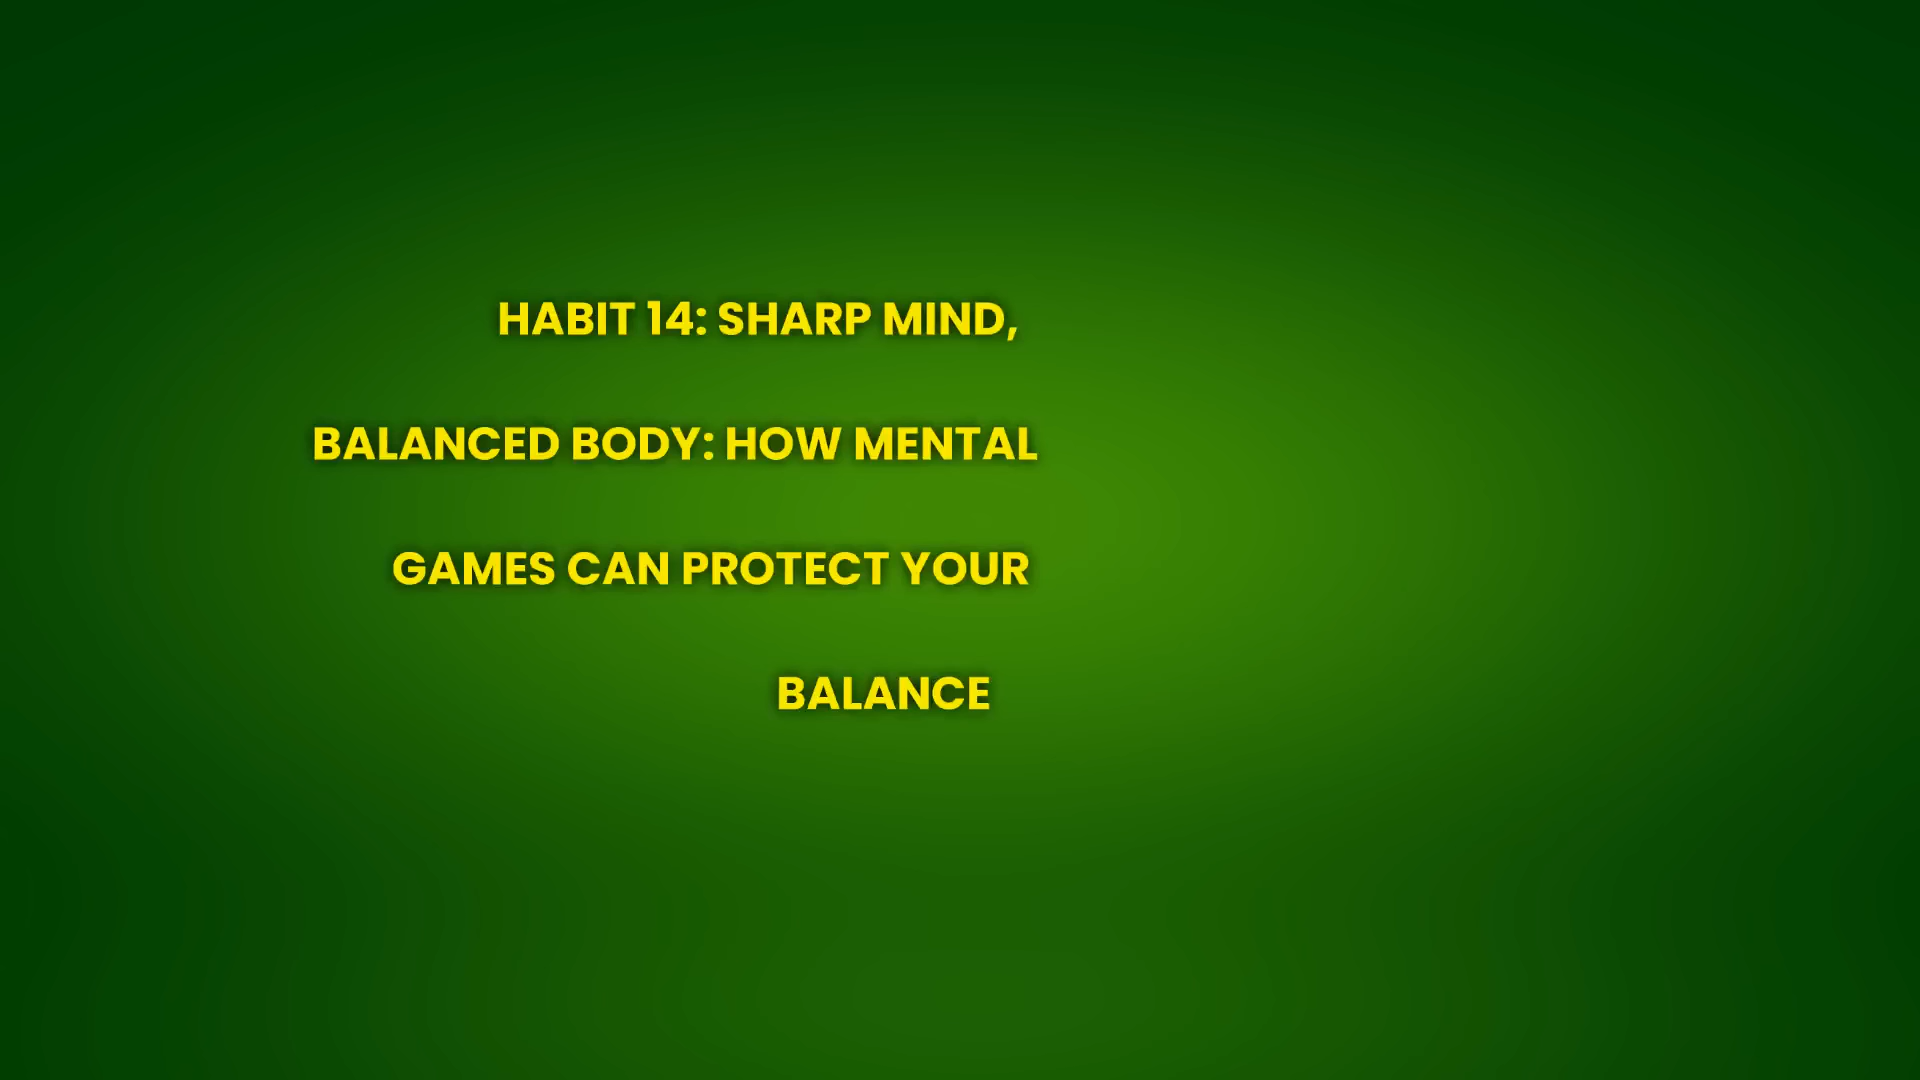 HABIT 14: SHARP MIND,
BALANCED BODY: HOW MENTAL
GAMES CAN PROTECT YOUR
BALANCE